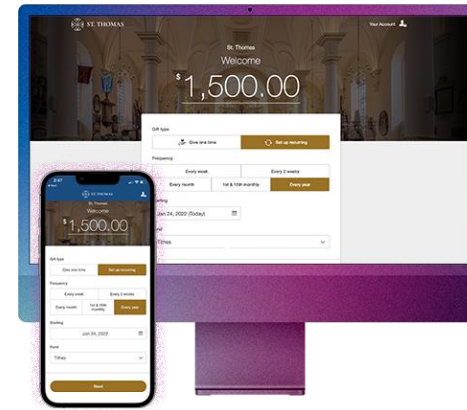 ST. THOMAS
Your Account
St. Thomas
Welcome
$1,500.00
Gift type
Give one time
Set up recurring
Frequency
Every week
Every 2 weeks
Every month
1st & 15th monthly
Every year
Starting
Jan 24, 2022 (Today)
Fund
Tithes
2:47
ST. THOMAS
St. Thomas
Welcome
$1,500.00
Gift type
Give one time
Set up recurring
Frequency
Every week
Every 2 weeks
Every month
1st & 15th
monthly
Every year
Starting
Jan 24, 2022
Fund
Tithes
Next